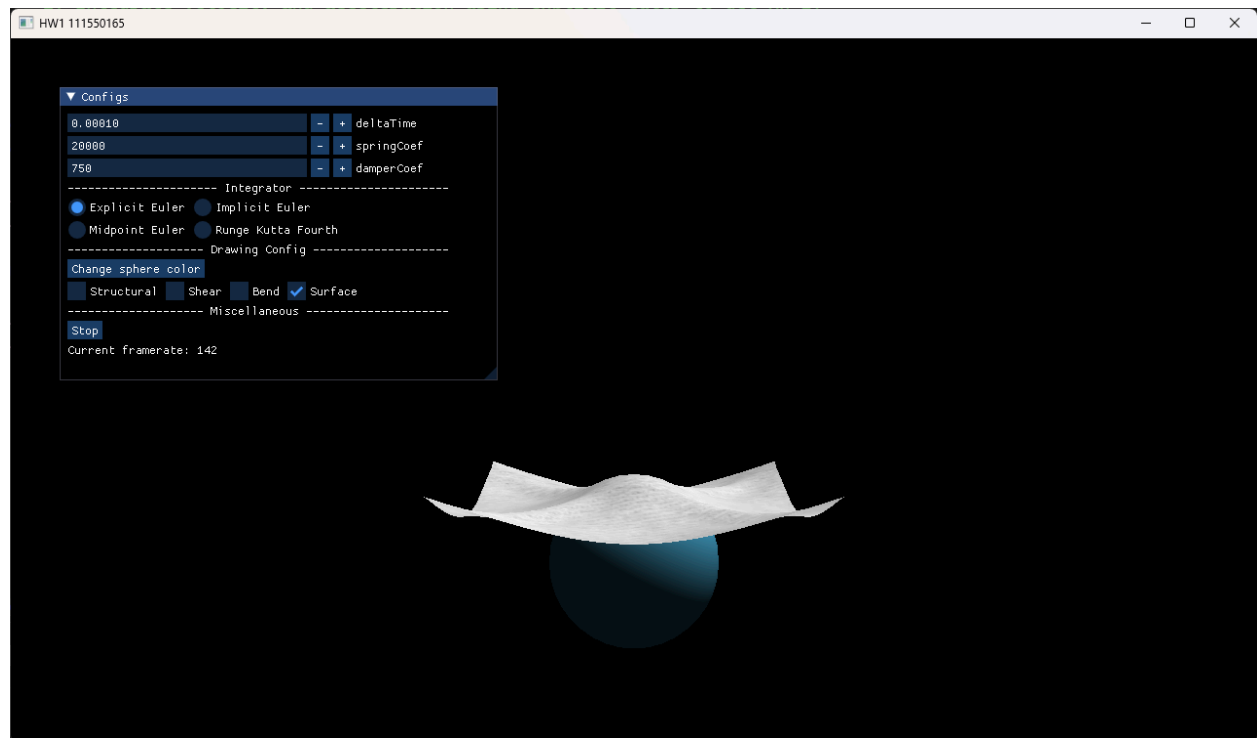 HW1 111550165
▼ Configs
0.00010 - + deltaTime
20000 - + springCoef
750 - + damperCoef
---------------------- Integrator ----------------------
Explicit Euler Implicit Euler
Midpoint Euler Runge Kutta Fourth
-------------------- Drawing Config --------------------
Change sphere color
Structural Shear Bend Surface
-------------------- Miscellaneous ---------------------
Stop
Current framerate: 142